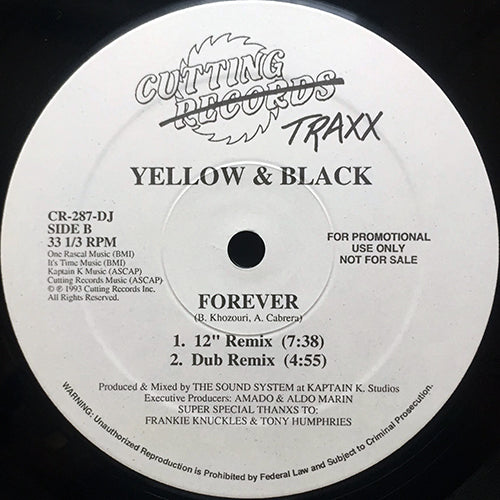 CUTTING
RECORDS
TRAXX
YELLOW & BLACK
CR-287-DJ
SIDE B
33 1/3 RPM
One Rascal Music (BMI)
It's Time Music (BMI)
Kaptain K Music (ASCAP)
Cutting Records Music (ASCAP)
© ℗ 1993 Cutting Records Inc.
All Rights Reserved.
FOR PROMOTIONAL
USE ONLY
NOT FOR SALE
FOREVER
(B. Khozouri, A. Cabrera)
1. 12" Remix (7:38)
2. Dub Remix (4:55)
Produced & Mixed by THE SOUND SYSTEM at KAPTAIN K. Studios
Executive Producers: AMADO & ALDO MARIN
SUPER SPECIAL THANXS TO:
FRANKIE KNUCKLES & TONY HUMPHRIES
WARNING: Unauthorized Reproduction is Prohibited by Federal Law and Subject to Criminal Prosecution.